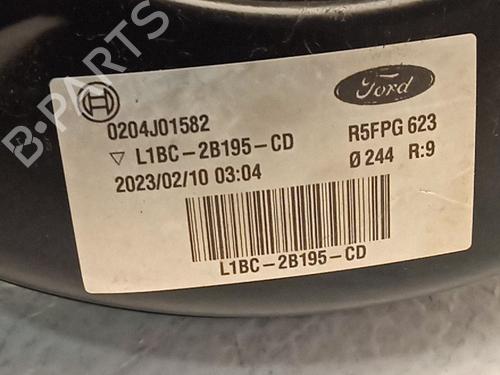 B-PARTS
Ford
0204J01582
R5FPG 623
▽ L1BC-2B195-CD
Ø 244 R:9
2023/02/10 03:04
L1BC-2B195-CD